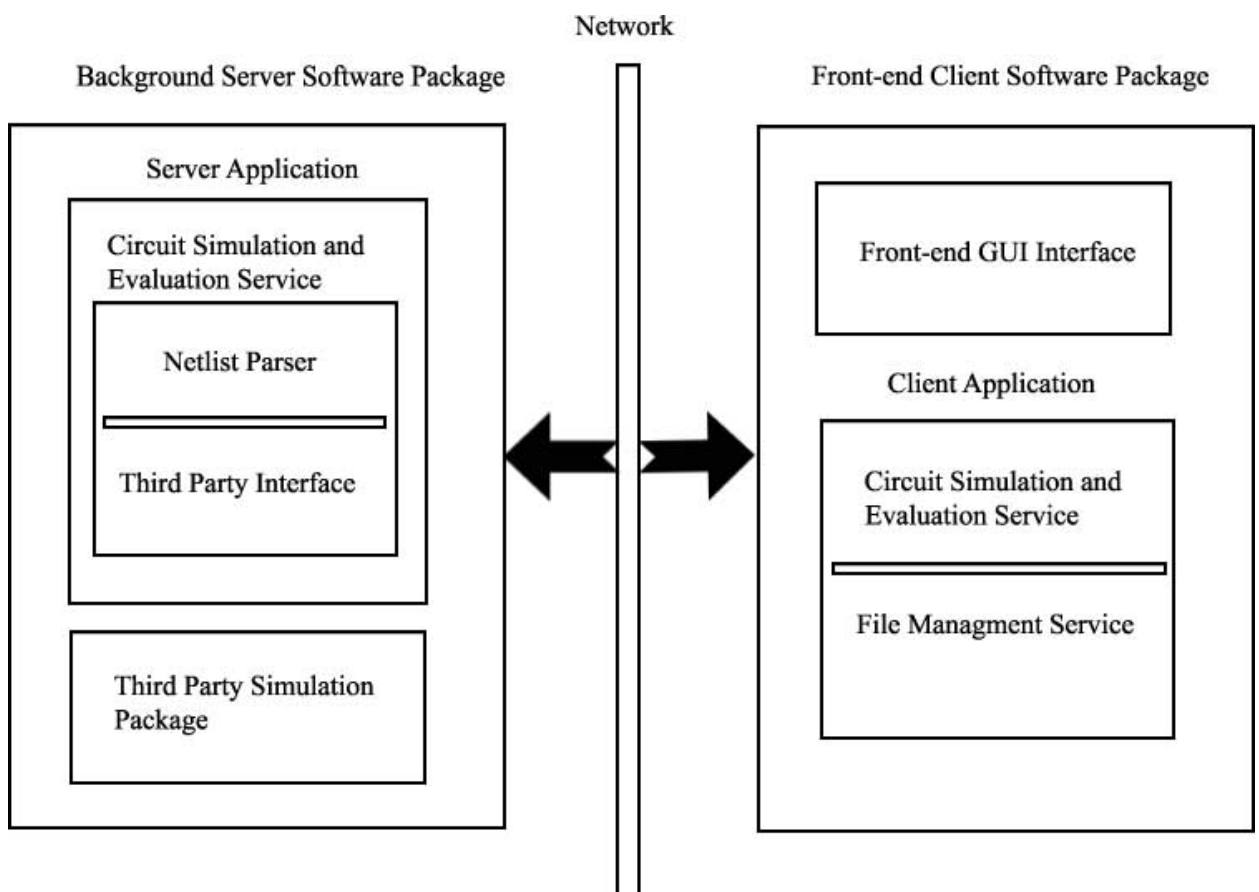 Network
Background Server Software Package
Server Application
Circuit Simulation and
Evaluation Service
Netlist Parser
Third Party Interface
Third Party Simulation
Package
Front-end Client Software Package
Front-end GUI Interface
Client Application
Circuit Simulation and
Evaluation Service
File Managment Service